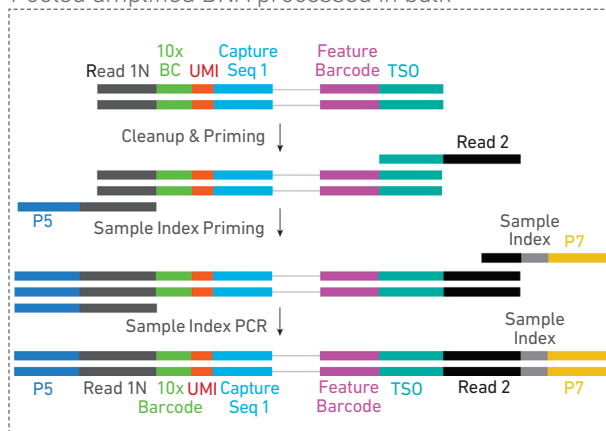 Pooled amplified DNA processed in bulk
10x Capture
Read 1N BC UMI Seq 1
Feature
Barcode TSO
Cleanup & Priming
Read 2
P5
Sample Index Priming
Sample
Index P7
Sample Index PCR
Sample
Index
P5 Read 1N 10x UMI Capture Feature TSO Read 2 P7
Barcode Seq 1 Barcode